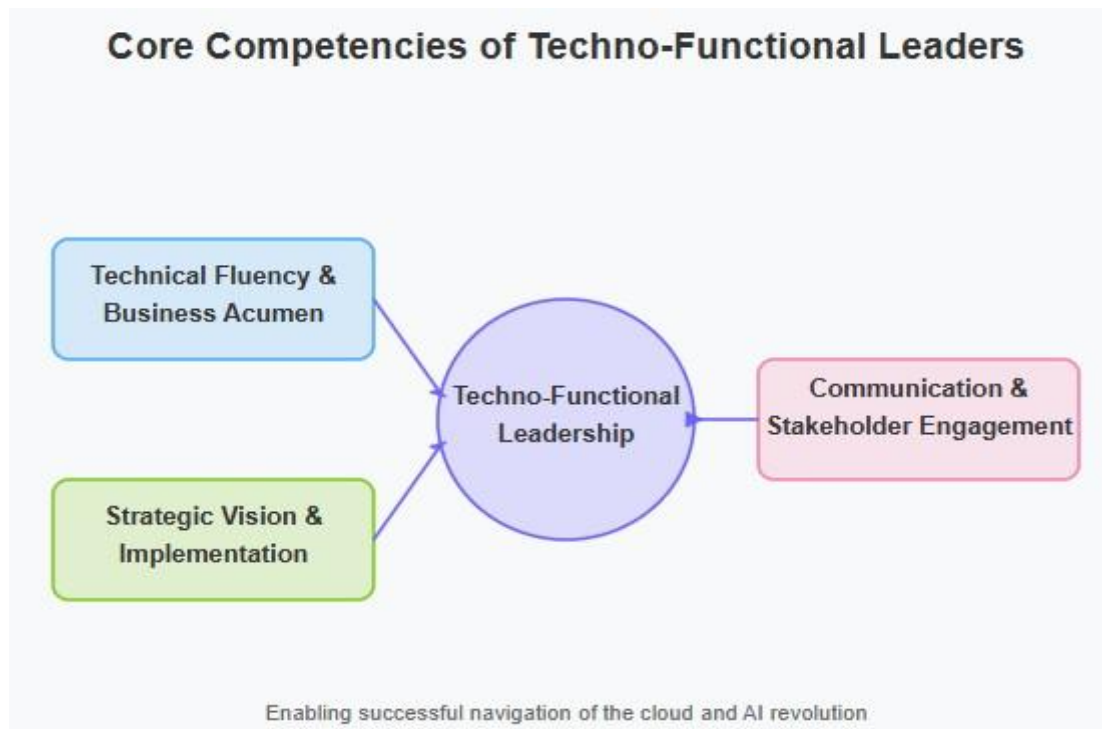 Core Competencies of Techno-Functional Leaders
Technical Fluency &
Business Acumen
Techno-Functional
Leadership
Communication &
Stakeholder Engagement
Strategic Vision &
Implementation
Enabling successful navigation of the cloud and AI revolution